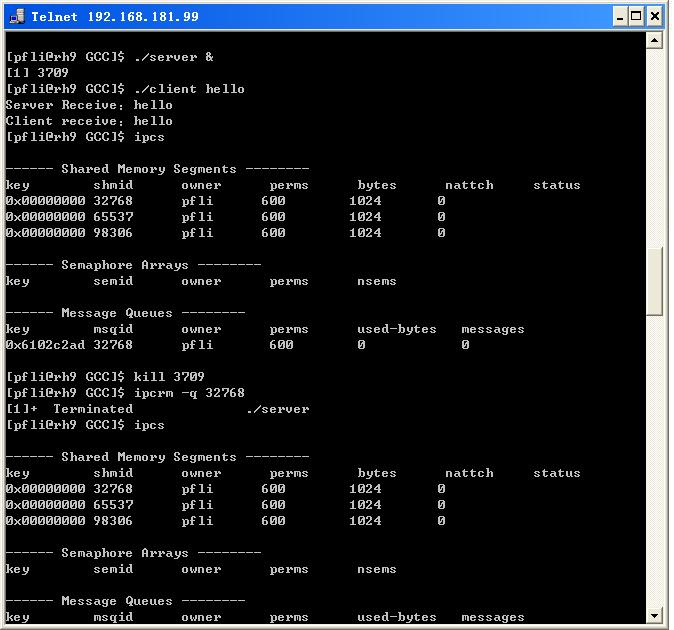 Telnet 192.168.181.99
[pfli@rh9 GCC]$ ./server &
[1] 3709
[pfli@rh9 GCC]$ ./client hello
Server Receive: hello
Client receive: hello
[pfli@rh9 GCC]$ ipcs
------ Shared Memory Segments --------
key        shmid      owner      perms      bytes      nattch     status
0x00000000 32768      pfli      600        1024       0
0x00000000 65537      pfli      600        1024       0
0x00000000 98306      pfli      600        1024       0
------ Semaphore Arrays --------
key        semid      owner      perms      nsems
------ Message Queues --------
key        msqid      owner      perms      used-bytes   messages
0x6102c2ad 32768      pfli       600        0            0
[pfli@rh9 GCC]$ kill 3709
[pfli@rh9 GCC]$ ipcrm -q 32768
[1]+  Terminated              ./server
[pfli@rh9 GCC]$ ipcs
------ Shared Memory Segments --------
key        shmid      owner      perms      bytes      nattch     status
0x00000000 32768      pfli      600        1024       0
0x00000000 65537      pfli      600        1024       0
0x00000000 98306      pfli      600        1024       0
------ Semaphore Arrays --------
key        semid      owner      perms      nsems
------ Message Queues --------
key        msqid      owner      perms      used-bytes   messages